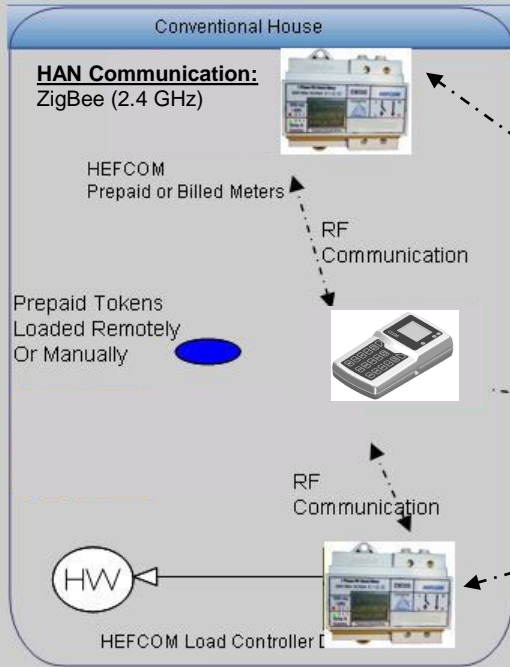 Conventional House
HAN Communication:
ZigBee (2.4 GHz)
HEFCOM
Prepaid or Billed Meters
RF
Communication
Prepaid Tokens
Loaded Remotely
Or Manually
RF
Communication
HW
HEFCOM Load Controller